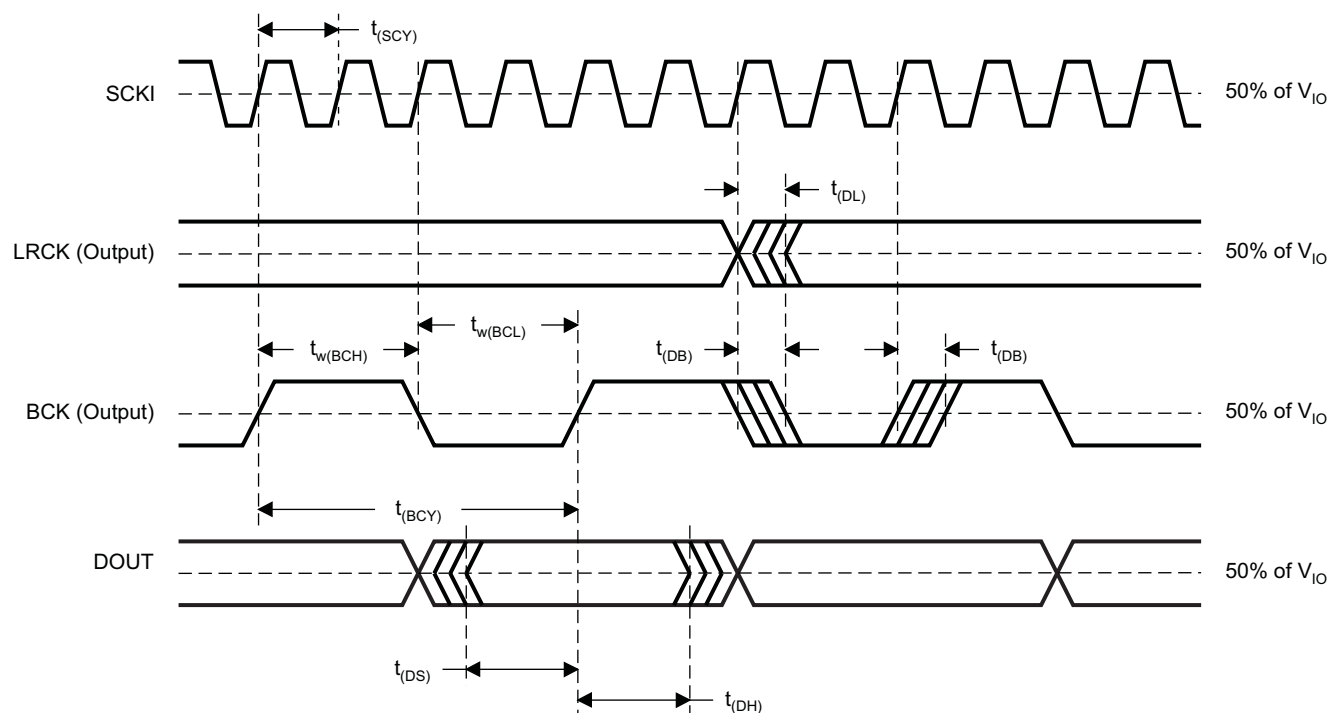 t(SCY)
SCKI
50% of VIO
t(DL)
LRCK (Output)
50% of VIO
tw(BCL)
tw(BCH)
t(DB)
t(DB)
BCK (Output)
50% of VIO
t(BCY)
DOUT
50% of VIO
t(DS)
t(DH)